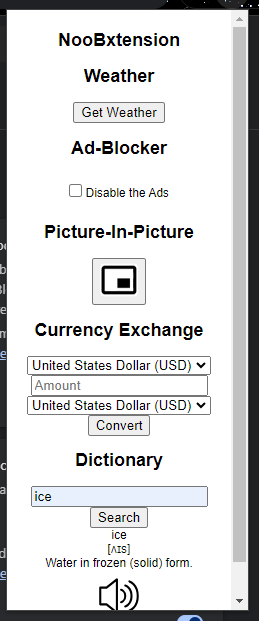 NooBxtension
Weather
Get Weather
Ad-Blocker
Disable the Ads
Picture-In-Picture
Currency Exchange
United States Dollar (USD)
Amount
United States Dollar (USD)
Convert
Dictionary
ice
Search
ice
[ʌɪs]
Water in frozen (solid) form.